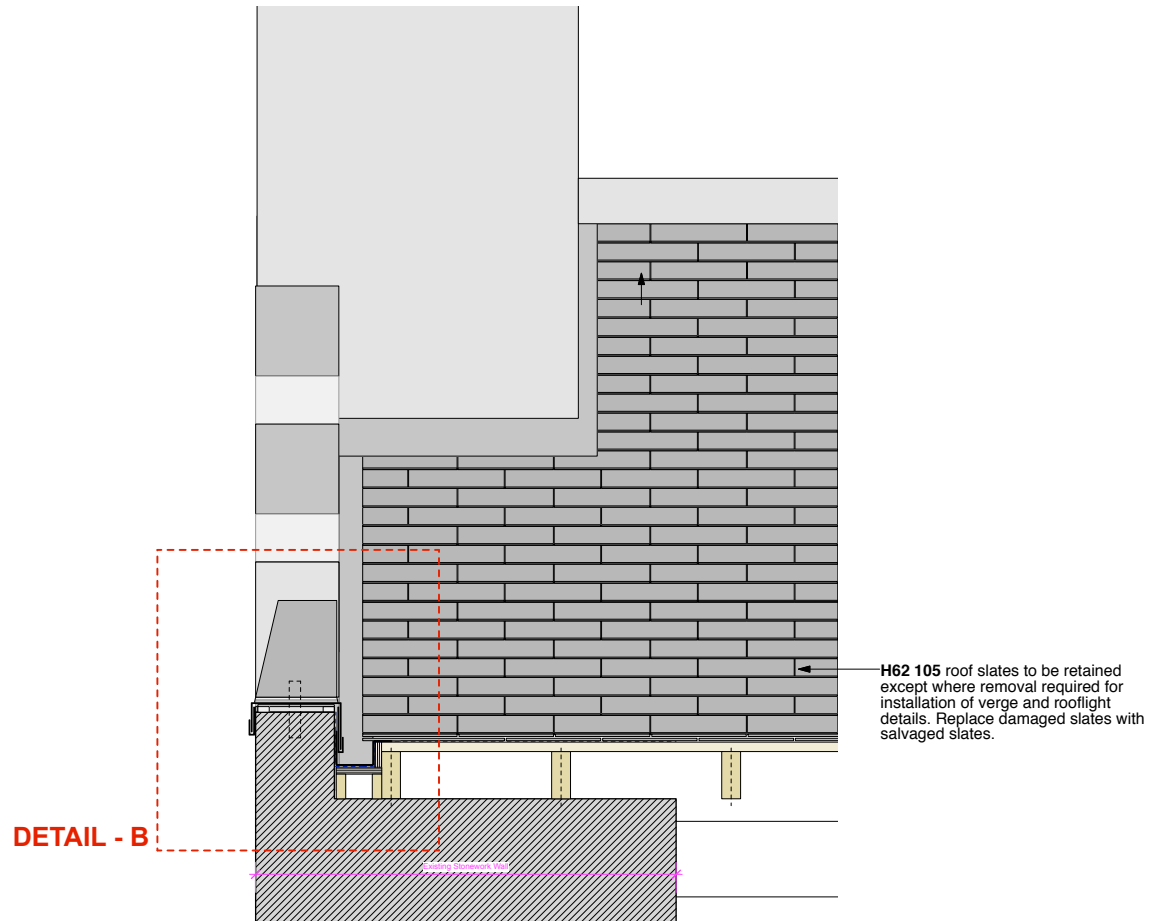 H62 105 roof slates to be retained
except where removal required for
installation of verge and rooflight
details. Replace damaged slates with
salvaged slates.
DETAIL - B
Existing Stonework Wall